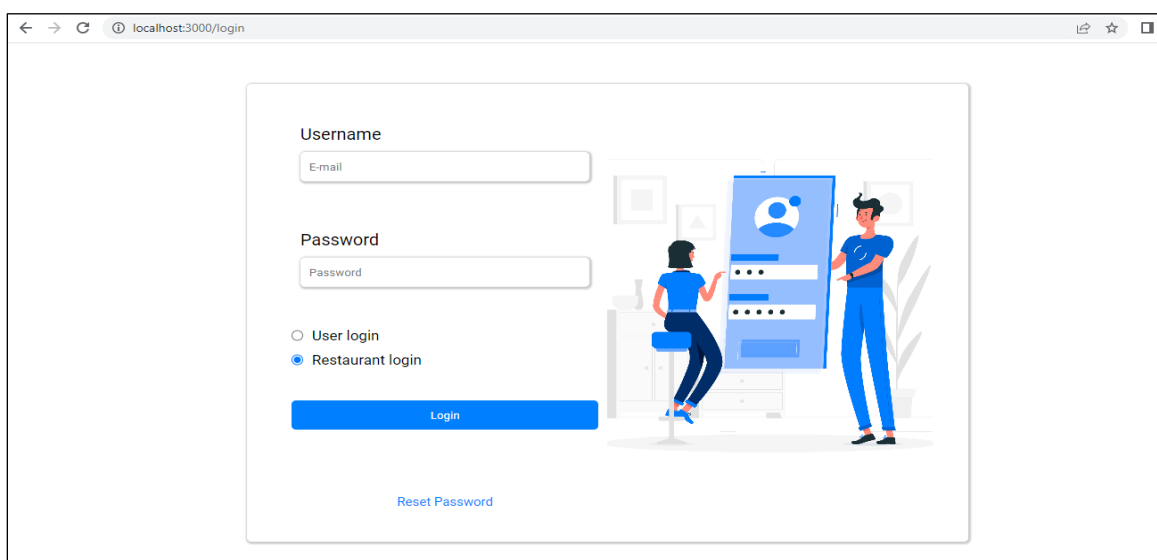 localhost:3000/login
Username
E-mail
Password
Password
User login
Restaurant login
Login
Reset Password